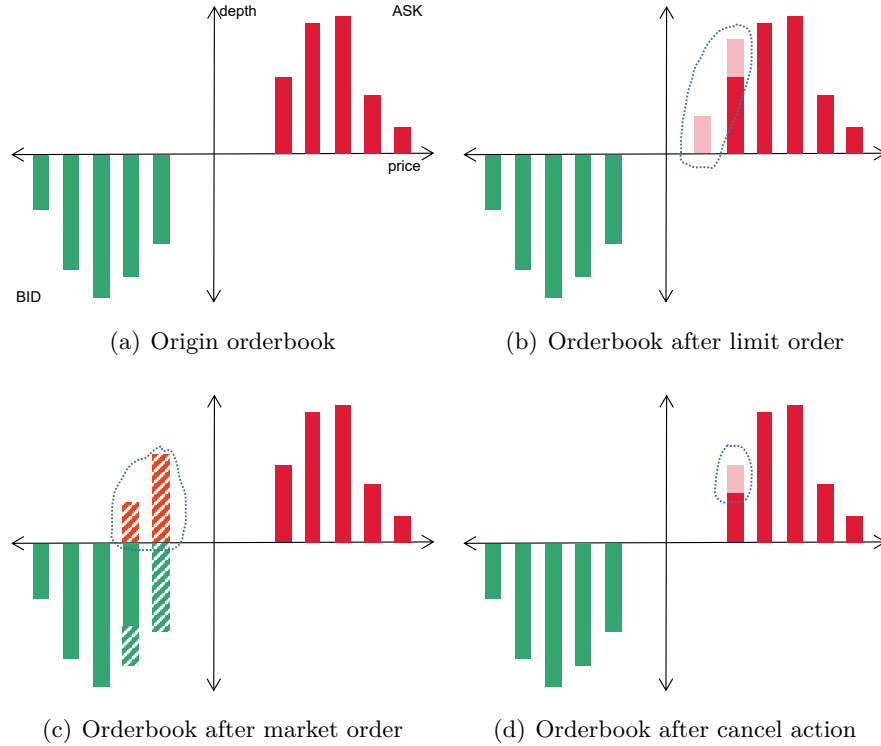 depth
ASK
price
BID
(a) Origin orderbook
(b) Orderbook after limit order
(c) Orderbook after market order
(d) Orderbook after cancel action